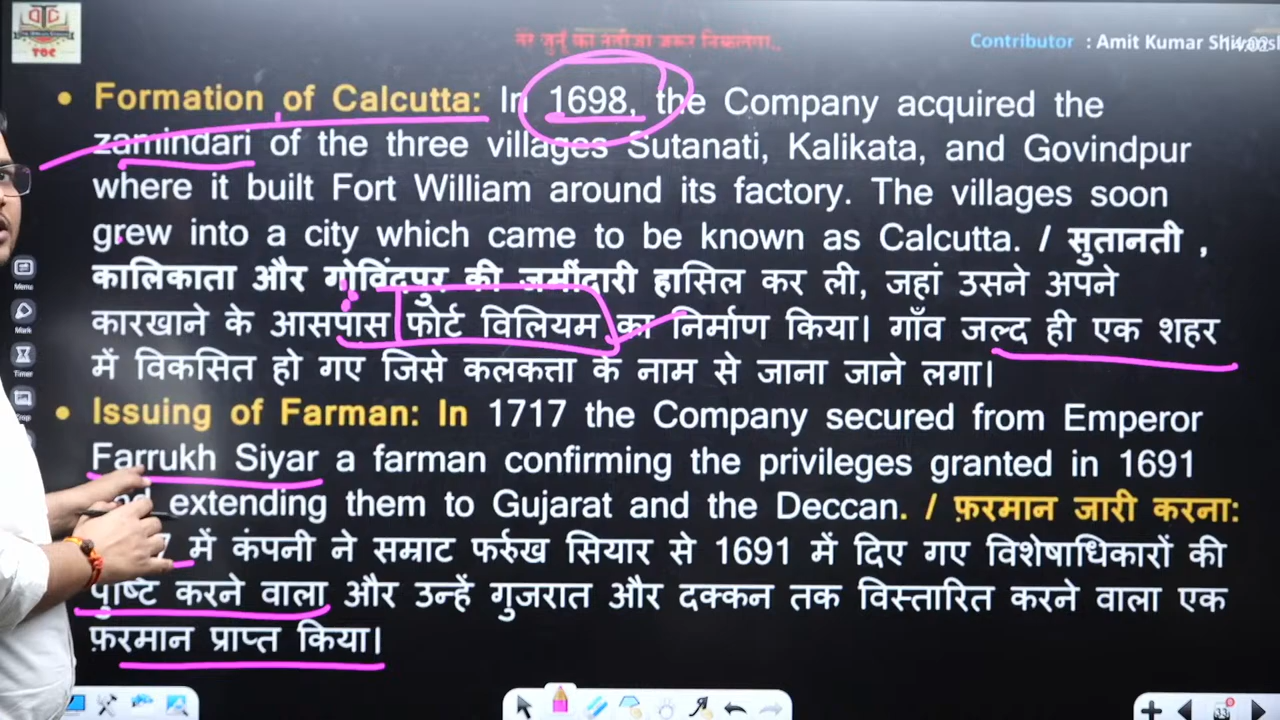 TOC
Contributor : Amit Kumar
• Formation of Calcutta: In 1698, the Company acquired the
zamindari of the three villages Sutanati, Kalikata, and Govindpur
where it built Fort William around its factory. The villages soon
grew into a city which came to be known as Calcutta. / सुतानती ,
कालिकाता और गोविंदपुर की जमींदारी हासिल कर ली, जहां उसने अपने
कारखाने के आसपास फोर्ट विलियम का निर्माण किया। गाँव जल्द ही एक शहर
में विकसित हो गए जिसे कलकत्ता के नाम से जाना जाने लगा।
• Issuing of Farman: In 1717 the Company secured from Emperor
Farrukh Siyar a farman confirming the privileges granted in 1691
extending them to Gujarat and the Deccan. / फ़रमान जारी करना:
में कंपनी ने सम्राट फर्रुख सियार से 1691 में दिए गए विशेषाधिकारों की
पुष्टि करने वाला और उन्हें गुजरात और दक्कन तक विस्तारित करने वाला एक
फ़रमान प्राप्त किया।
Menu
Mark
Timer
33